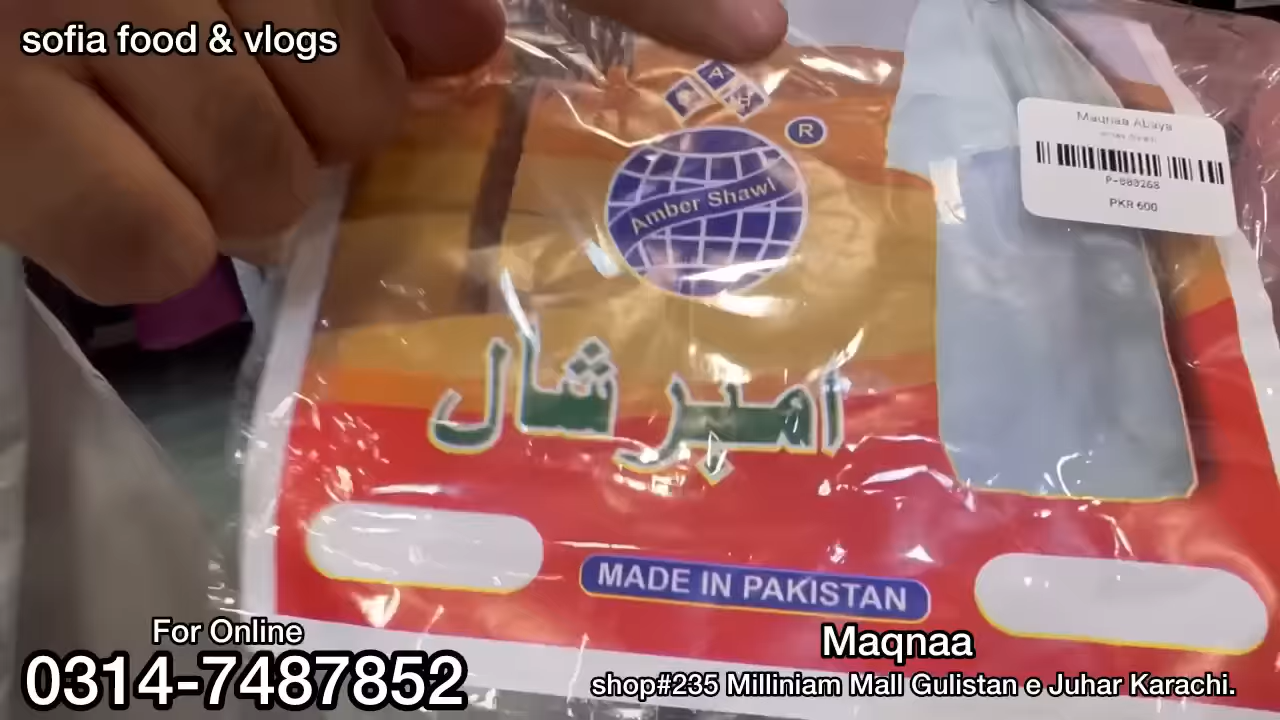 sofia food & vlogs
A
H
R
Amber Shawl
Maqnaa Abaya
P-000268
PKR 600
امبر شال
MADE IN PAKISTAN
For Online
0314-7487852
Maqnaa
shop#235 Milliniam Mall Gulistan e Juhar Karachi.